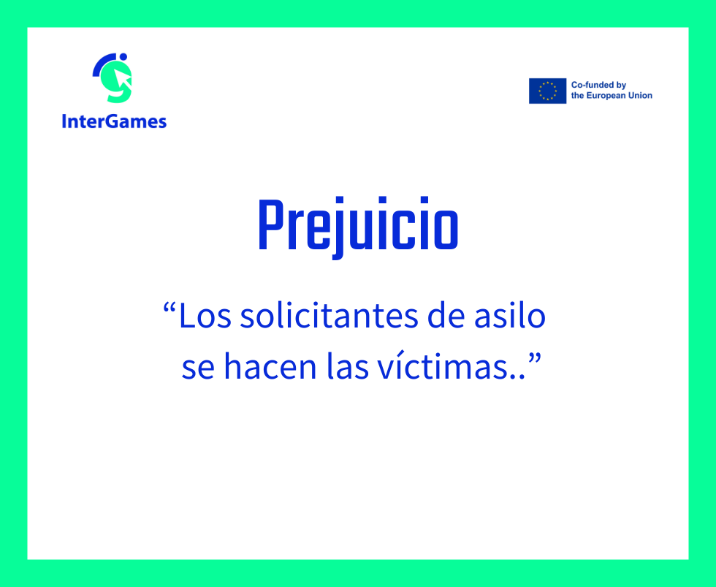 InterGames
Co-funded by
the European Union
Prejuicio
“Los solicitantes de asilo
se hacen las víctimas..”